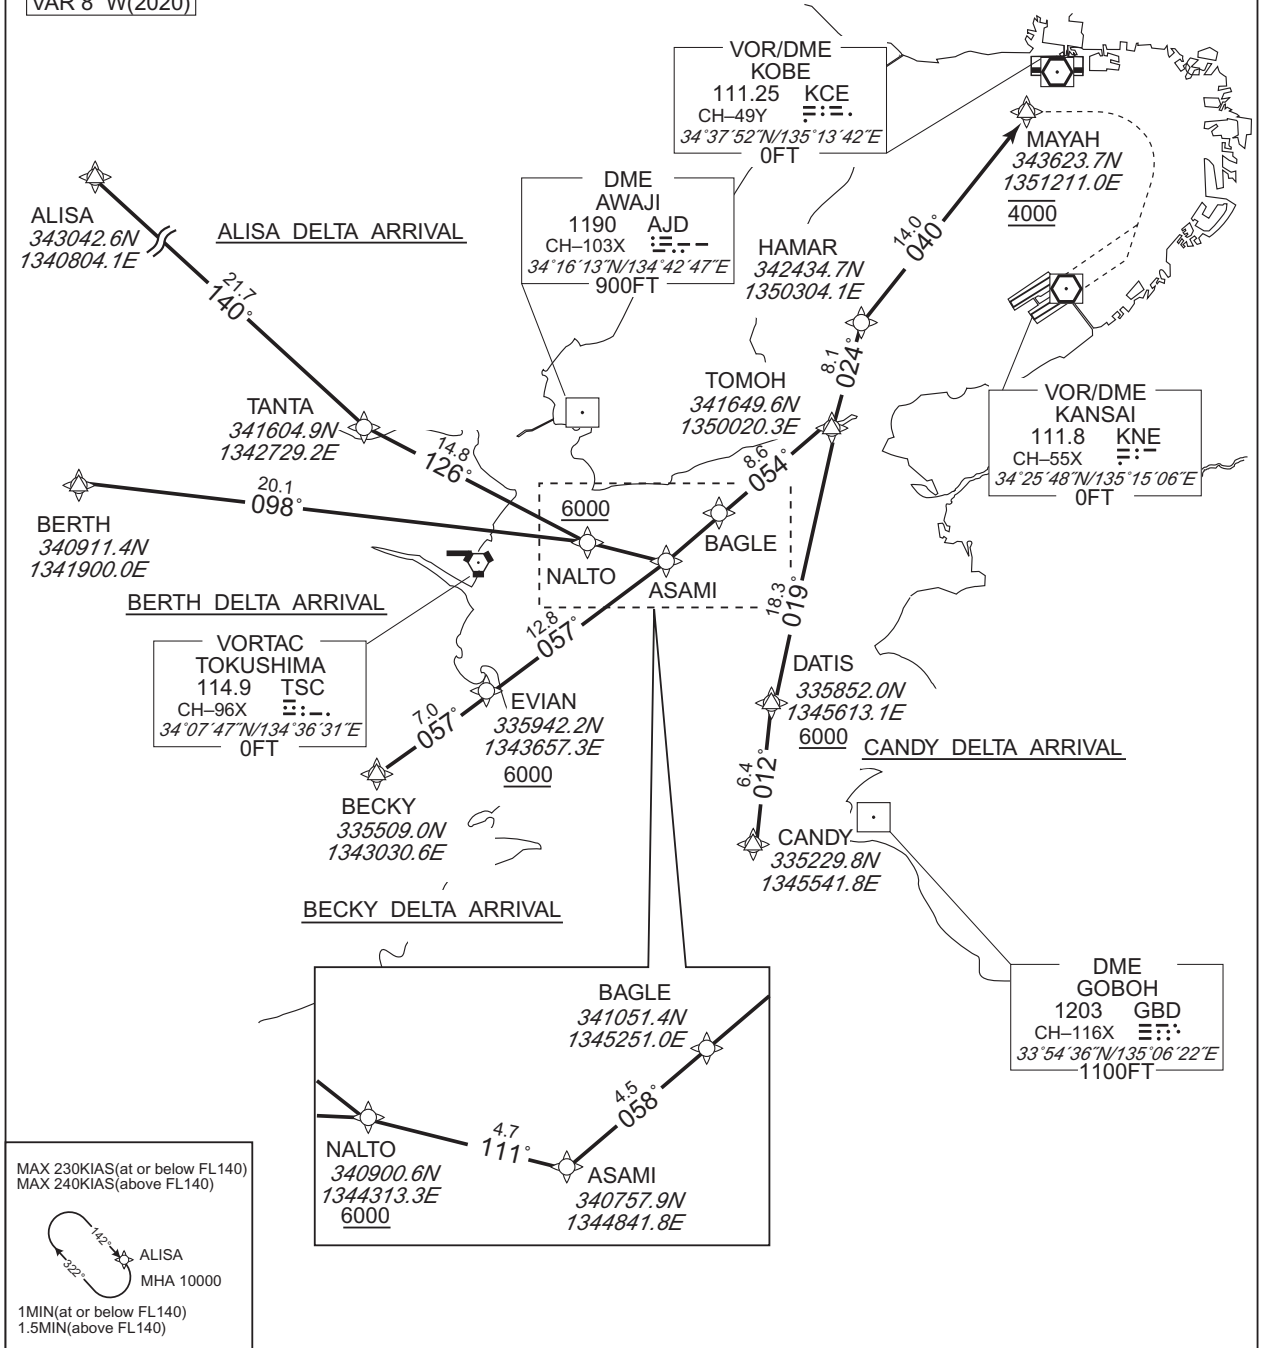 VAR 8°W(2020)
VOR/DME
KOBE
111.25 KCE
CH–49Y
34°37´52˝N/135°13´42˝E
0FT
MAYAH
343623.7N
1351211.0E
4000
DME
AWAJI
1190 AJD
CH–103X
34°16´13˝N/134°42´47˝E
900FT
ALISA
343042.6N
1340804.1E
ALISA DELTA ARRIVAL
21.7
140°
HAMAR
342434.7N
1350304.1E
14.0
040°
8.1
024°
TOMOH
341649.6N
1350020.3E
VOR/DME
KANSAI
111.8 KNE
CH–55X
34°25´48˝N/135°15´06˝E
0FT
TANTA
341604.9N
1342729.2E
14.8
126°
8.6
054°
20.1
098°
BERTH
340911.4N
1341900.0E
6000
NALTO
BAGLE
ASAMI
BERTH DELTA ARRIVAL
VORTAC
TOKUSHIMA
114.9 TSC
CH–96X
34°07´47˝N/134°36´31˝E
0FT
12.8
057°
18.3
019°
EVIAN
335942.2N
1343657.3E
6000
7.0
057°
DATIS
335852.0N
1345613.1E
6000
CANDY DELTA ARRIVAL
6.4
012°
BECKY
335509.0N
1343030.6E
CANDY
335229.8N
1345541.8E
BECKY DELTA ARRIVAL
DME
GOBOH
1203 GBD
CH–116X
33°54´36˝N/135°06´22˝E
1100FT
BAGLE
341051.4N
1345251.0E
4.5
058°
4.7
111°
NALTO
340900.6N
1344313.3E
6000
ASAMI
340757.9N
1344841.8E
MAX 230KIAS(at or below FL140)
MAX 240KIAS(above FL140)
142°
322°
ALISA
MHA 10000
1MIN(at or below FL140)
1.5MIN(above FL140)